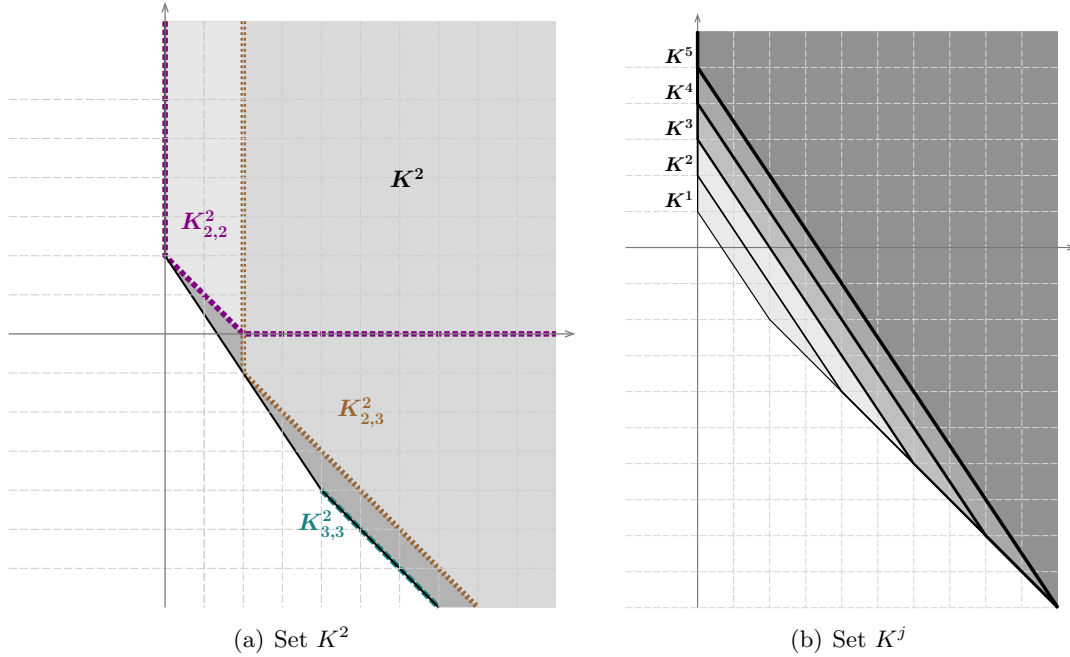 K^2
K^2_{2,2}
K^2_{2,3}
K^2_{3,3}
(a) Set K^2
K^5
K^4
K^3
K^2
K^1
(b) Set K^j